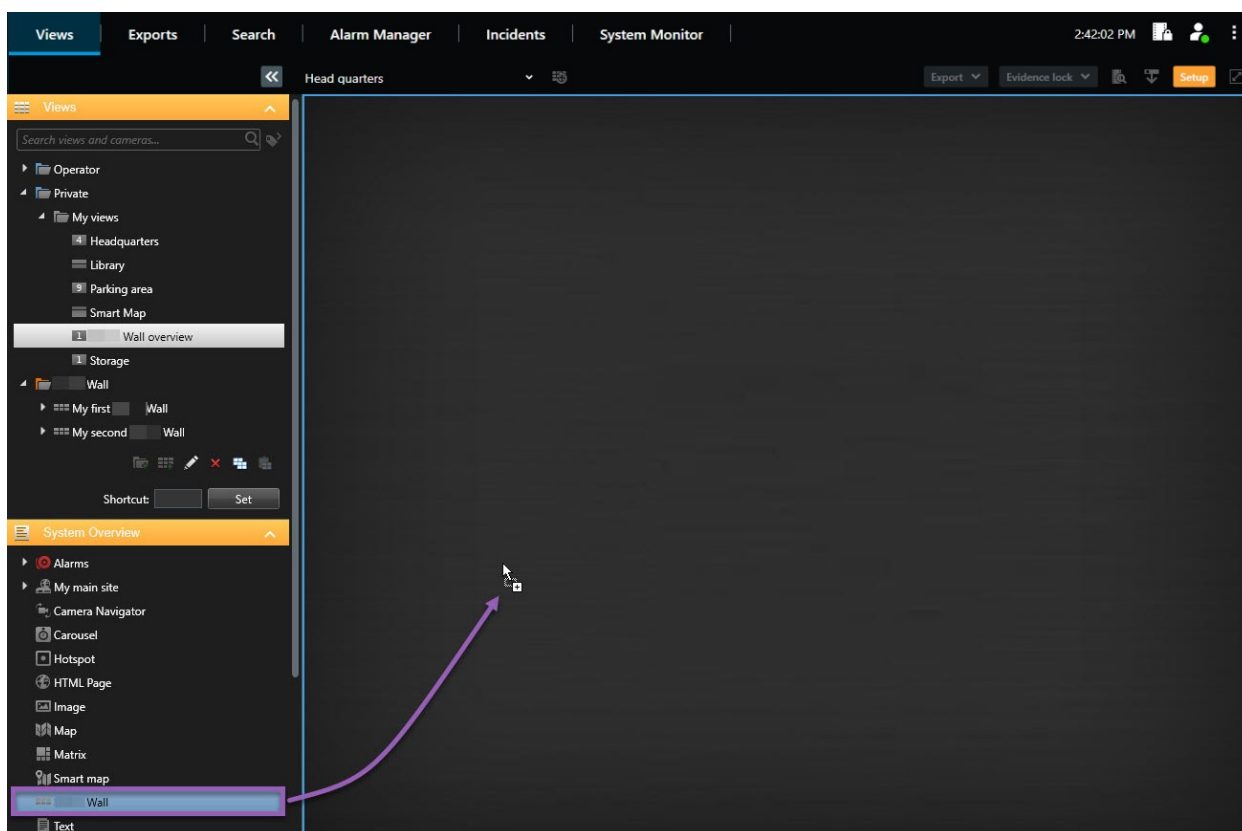 Views Exports Search Alarm Manager Incidents System Monitor 2:42:02 PM
Head quarters Export Evidence lock Setup
Views
Search views and cameras...
Operator
Private
My views
4 Headquarters
Library
9 Parking area
Smart Map
1 Wall overview
1 Storage
Wall
My first Wall
My second Wall
Shortcut: Set
System Overview
Alarms
My main site
Camera Navigator
Carousel
Hotspot
HTML Page
Image
Map
Matrix
Smart map
Wall
Text